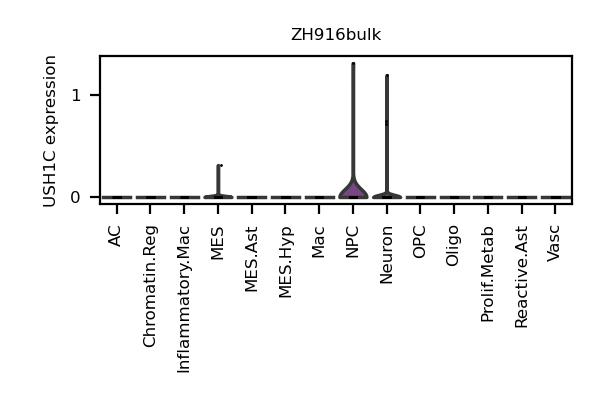 ZH916bulk
USH1C expression
1
0
AC
Chromatin.Reg
Inflammatory.Mac
MES
MES.Ast
MES.Hyp
Mac
NPC
Neuron
OPC
Oligo
Prolif.Metab
Reactive.Ast
Vasc